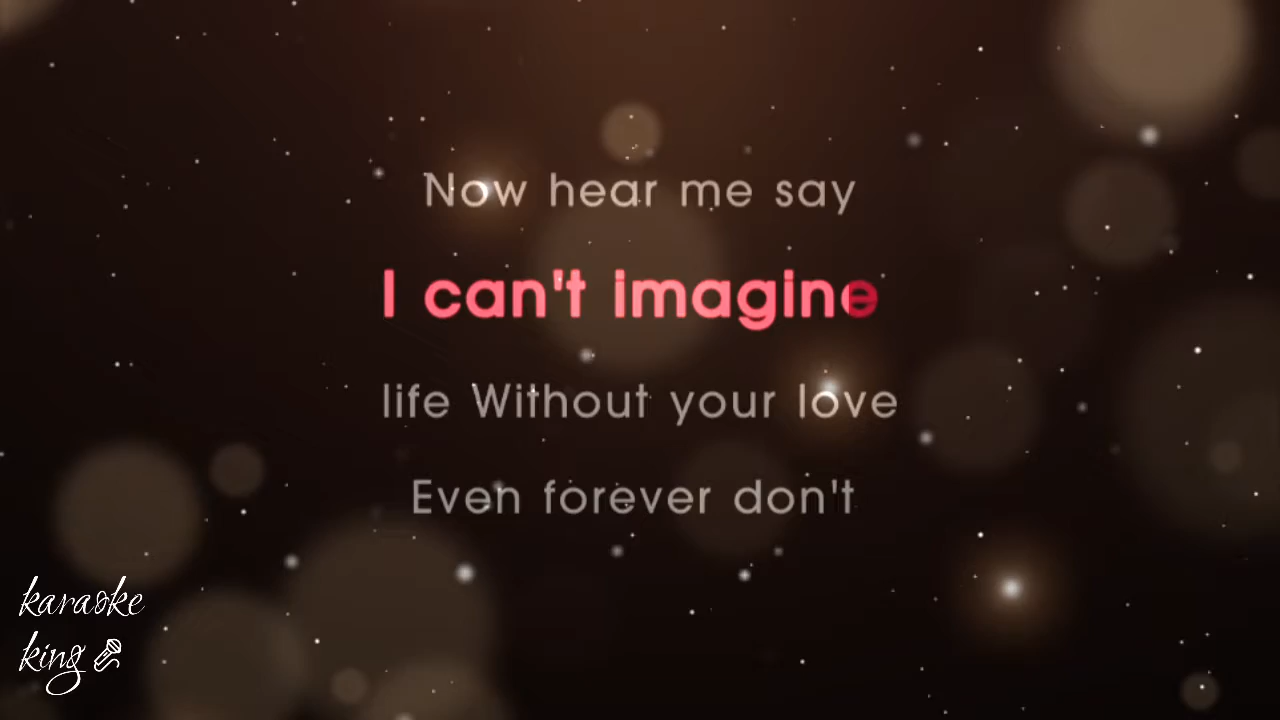 Now hear me say
I can't imagine
life Without your love
Even forever don't
karaoke
king